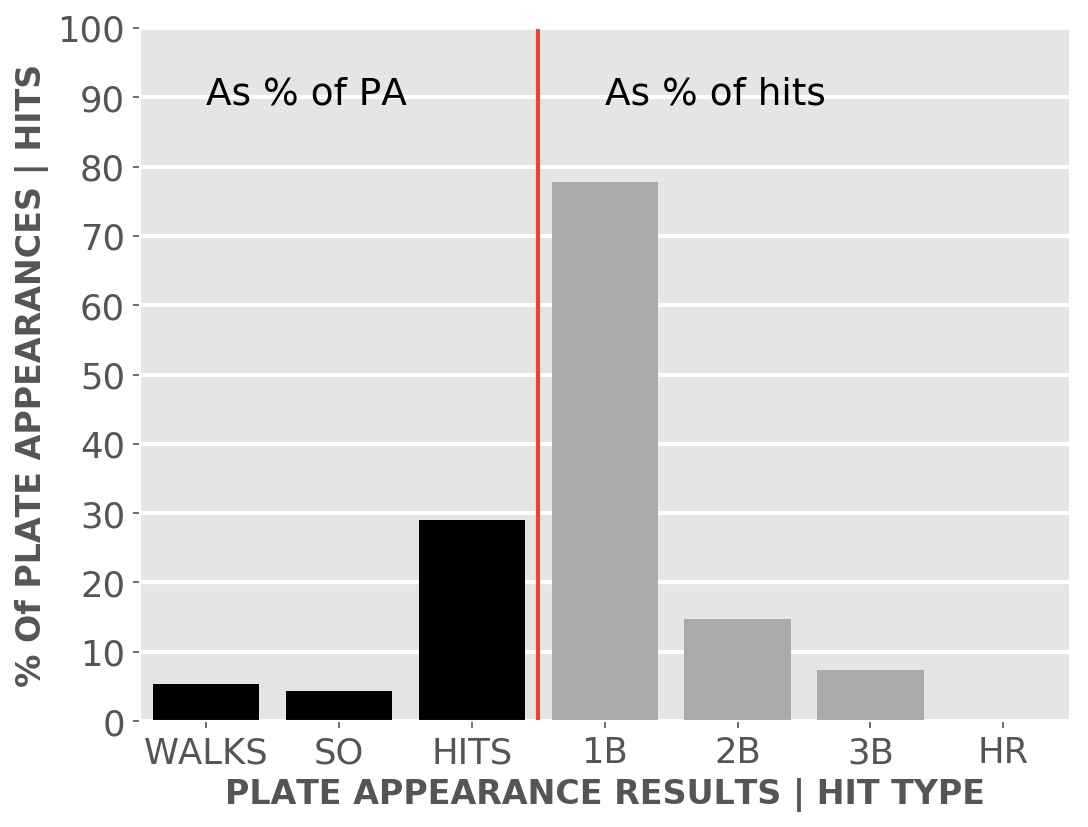 % Of PLATE APPEARANCES | HITS
100
90
80
70
60
50
40
30
20
10
0
As % of PA
As % of hits
WALKS SO HITS 1B 2B 3B HR
PLATE APPEARANCE RESULTS | HIT TYPE